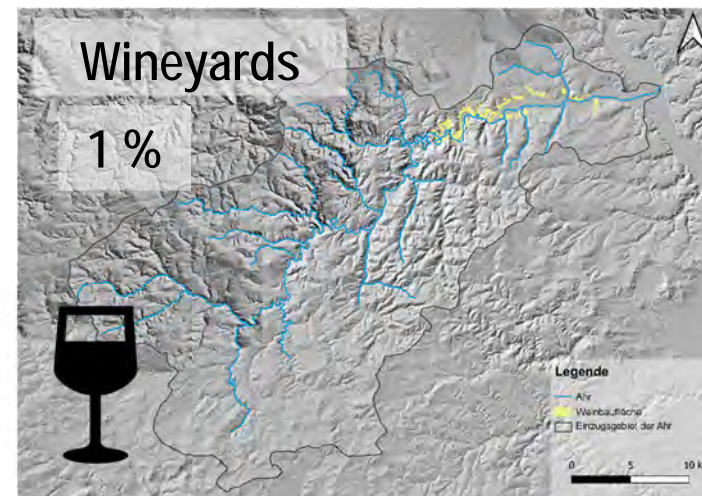 Wineyards
1 %
Legende
Ahr
Weinbaufläche
Einzugsgebiet der Ahr
0 5 10 k